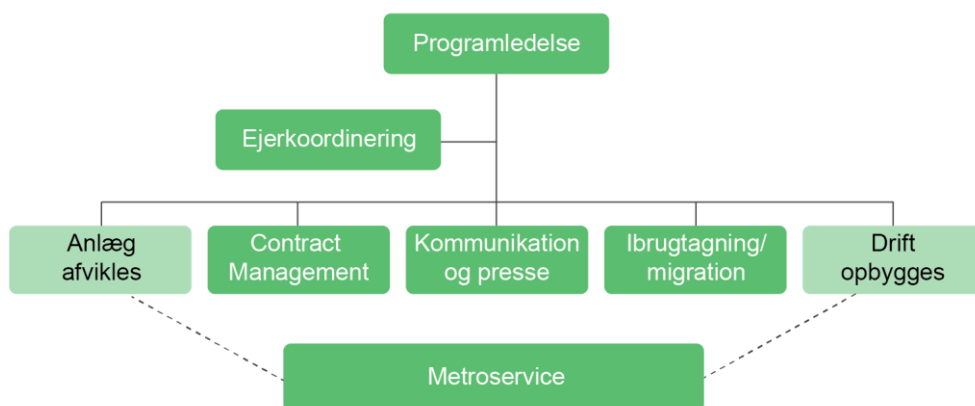 Programledelse
Ejerkoordinering
Anlæg
afvikles
Contract
Management
Kommunikation
og presse
Ibrugtagning/
migration
Drift
opbygges
Metroservice